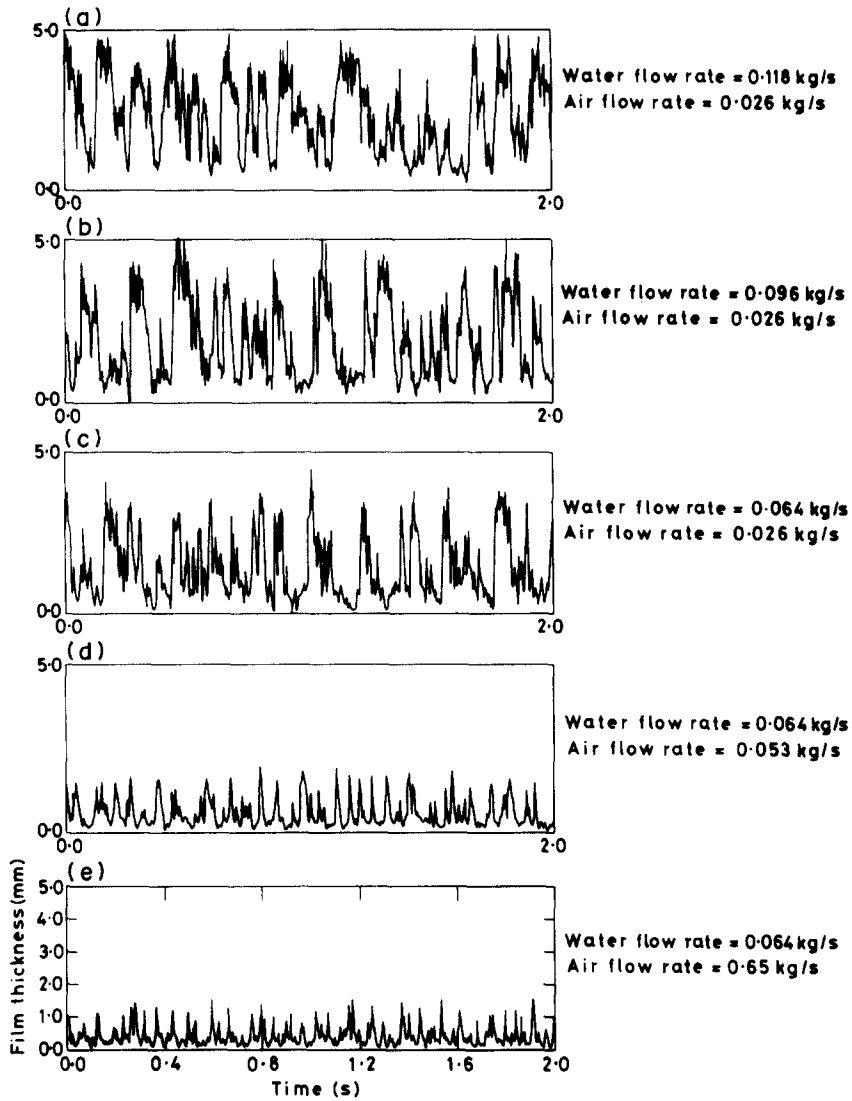 (a)
5·0
0·0
0·0 2·0
Water flow rate = 0·118 kg/s
Air flow rate = 0·026 kg/s
(b)
5·0
0·0
0·0 2·0
Water flow rate = 0·096 kg/s
Air flow rate = 0·026 kg/s
(c)
5·0
0·0
0·0 2·0
Water flow rate = 0·064 kg/s
Air flow rate = 0·026 kg/s
(d)
5·0
0·0
0·0 2·0
Water flow rate = 0·064 kg/s
Air flow rate = 0·053 kg/s
(e)
Film thickness (mm)
5·0
4·0
3·0
2·0
1·0
0·0
0·0 0·4 0·8 1·2 1·6 2·0
Time (s)
Water flow rate = 0·064 kg/s
Air flow rate = 0·65 kg/s